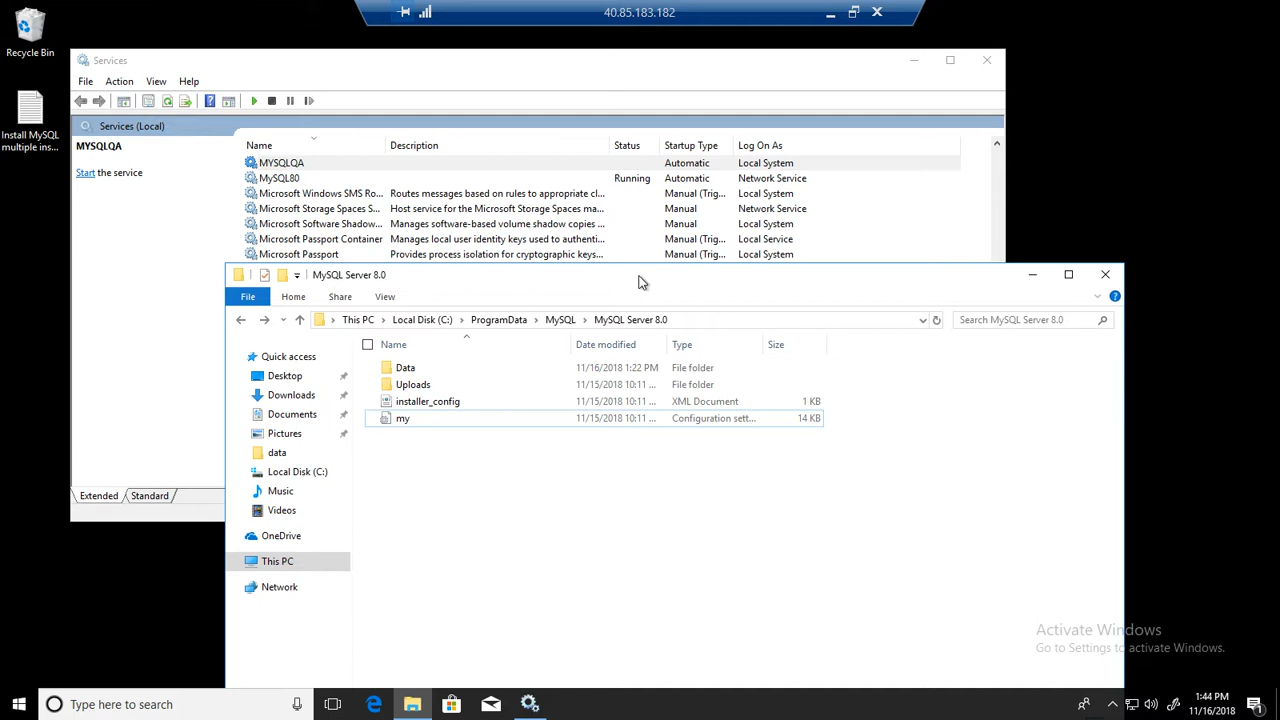 40.85.183.182
Recycle Bin
Install MySQL
multiple ins...
Services
File Action View Help
Services (Local)
MYSQLQA
Start the service
Name Description Status Startup Type Log On As
MYSQLQA Automatic Local System
MySQL80 Running Automatic Network Service
Microsoft Windows SMS Ro... Routes messages based on rules to appropriate cl... Manual (Trig... Local System
Microsoft Storage Spaces S... Host service for the Microsoft Storage Spaces ma... Manual Network Service
Microsoft Software Shadow... Manages software-based volume shadow copies ... Manual Local System
Microsoft Passport Container Manages local user identity keys used to authenti... Manual (Trig... Local Service
Microsoft Passport Provides process isolation for cryptographic keys... Manual (Trig... Local System
Extended Standard
MySQL Server 8.0
File Home Share View
This PC Local Disk (C:) ProgramData MySQL MySQL Server 8.0
Search MySQL Server 8.0
Name Date modified Type Size
Data 11/16/2018 1:22 PM File folder
Uploads 11/15/2018 10:11 ... File folder
installer_config 11/15/2018 10:11 ... XML Document 1 KB
my 11/15/2018 10:11 ... Configuration sett... 14 KB
Quick access
Desktop
Downloads
Documents
Pictures
data
Local Disk (C:)
Music
Videos
OneDrive
This PC
Network
Activate Windows
Go to Settings to activate Windows.
Type here to search
1:44 PM
11/16/2018
1